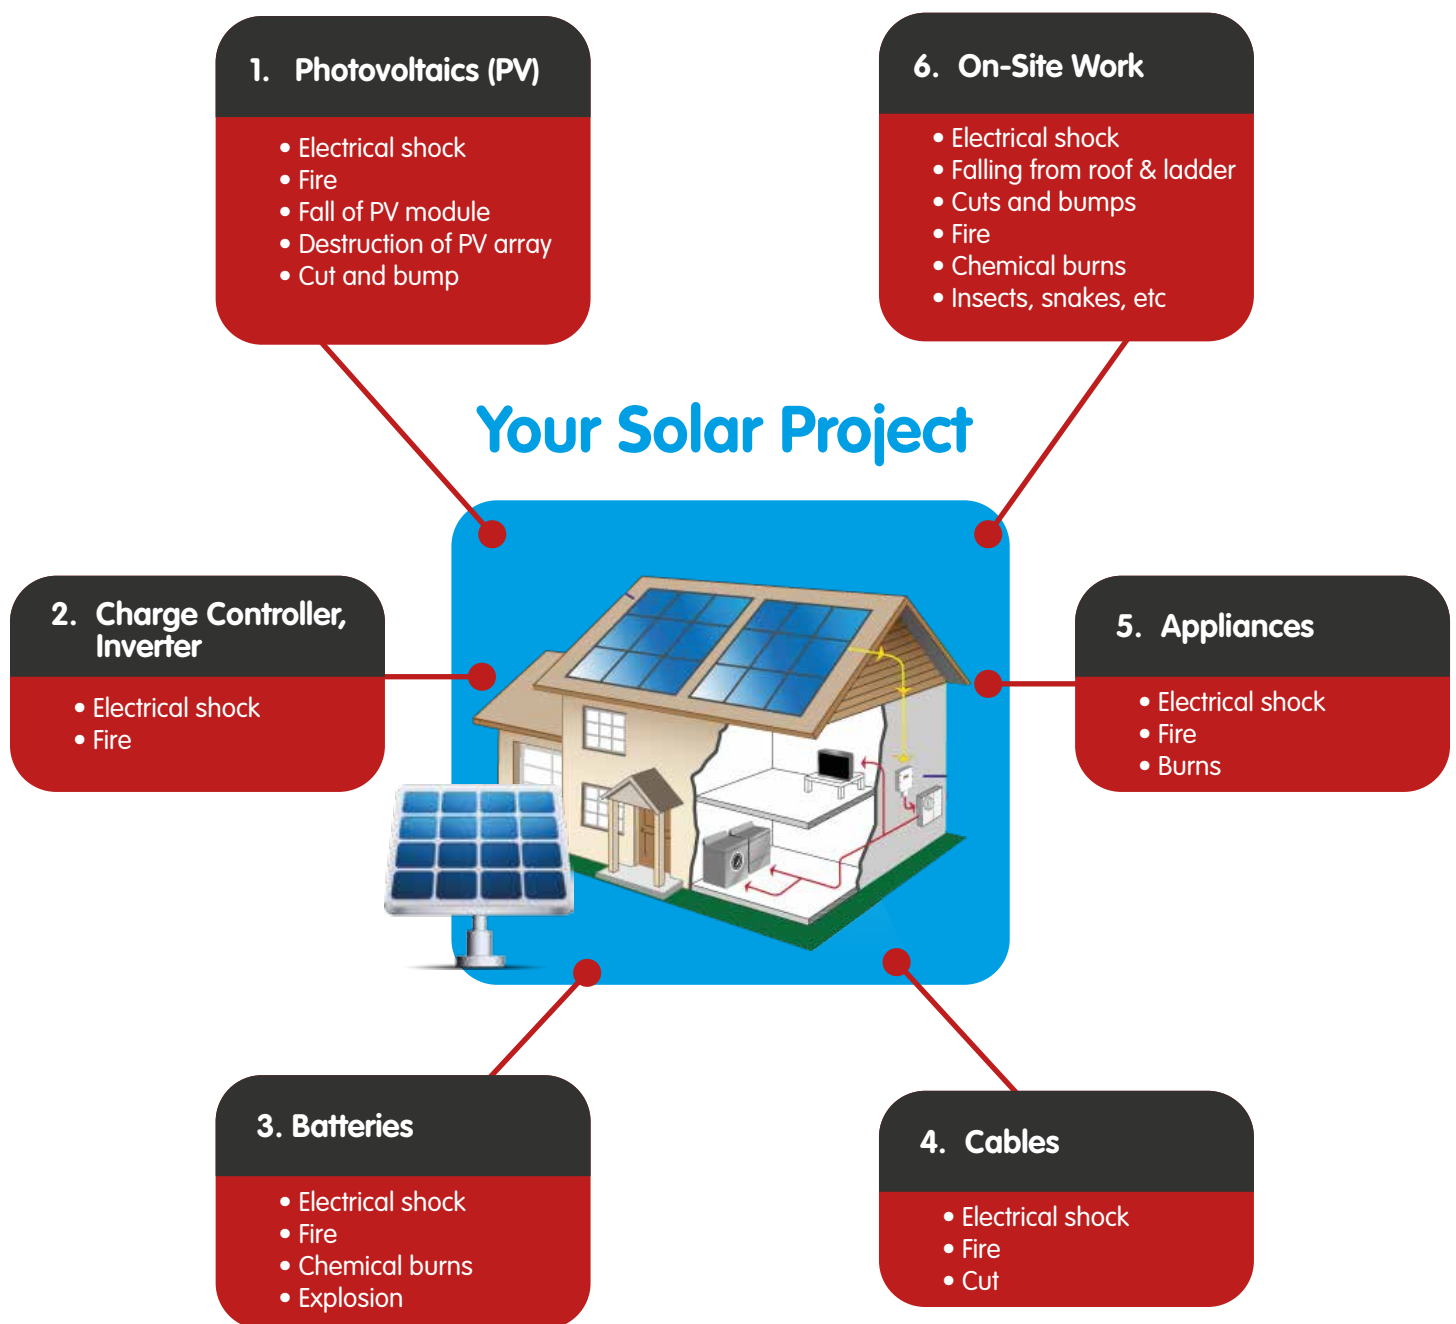 1. Photovoltaics (PV)
• Electrical shock
• Fire
• Fall of PV module
• Destruction of PV array
• Cut and bump
6. On-Site Work
• Electrical shock
• Falling from roof & ladder
• Cuts and bumps
• Fire
• Chemical burns
• Insects, snakes, etc
Your Solar Project
2. Charge Controller,
Inverter
• Electrical shock
• Fire
5. Appliances
• Electrical shock
• Fire
• Burns
3. Batteries
• Electrical shock
• Fire
• Chemical burns
• Explosion
4. Cables
• Electrical shock
• Fire
• Cut